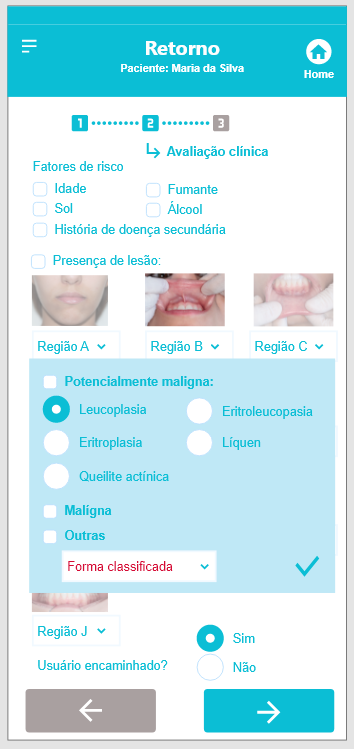 Retorno
Paciente: Maria da Silva
Home
1 2 3
Avaliação clínica
Fatores de risco
Idade Fumante
Sol Álcool
História de doença secundária
Presença de lesão:
Região A Região B Região C
Potencialmente maligna:
Leucoplasia Eritroleucopasia
Eritroplasia Líquen
Queilite actínica
Malígna
Outras
Forma classificada
Região J
Sim
Usuário encaminhado? Não